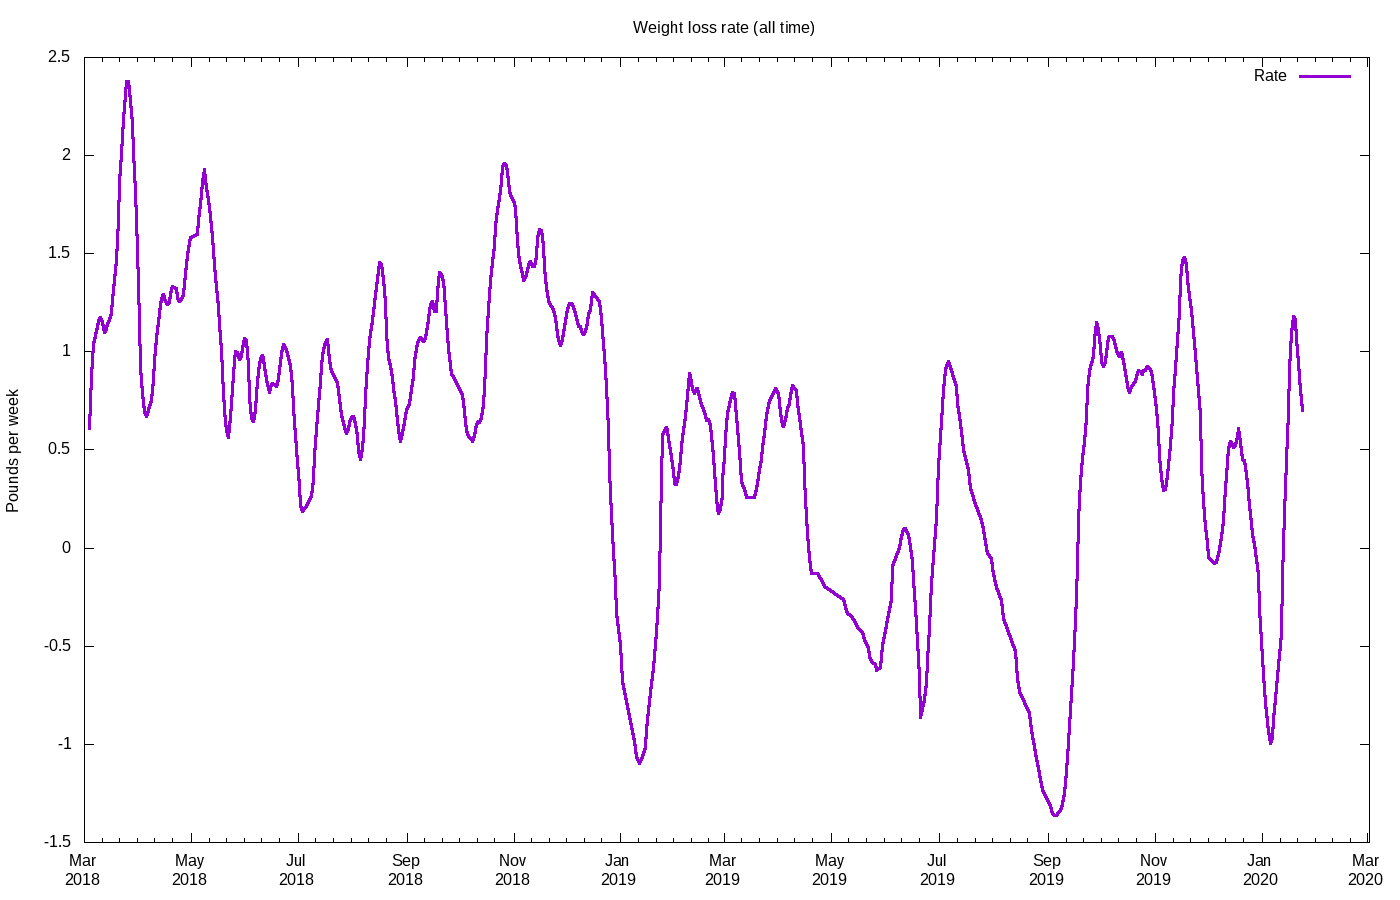 Weight loss rate (all time)
2.5
Rate
2
1.5
1
0.5
0
-0.5
-1
-1.5
Pounds per week
Mar May Jul Sep Nov Jan Mar May Jul Sep Nov Jan Mar
2018 2018 2018 2018 2018 2019 2019 2019 2019 2019 2019 2020 2020